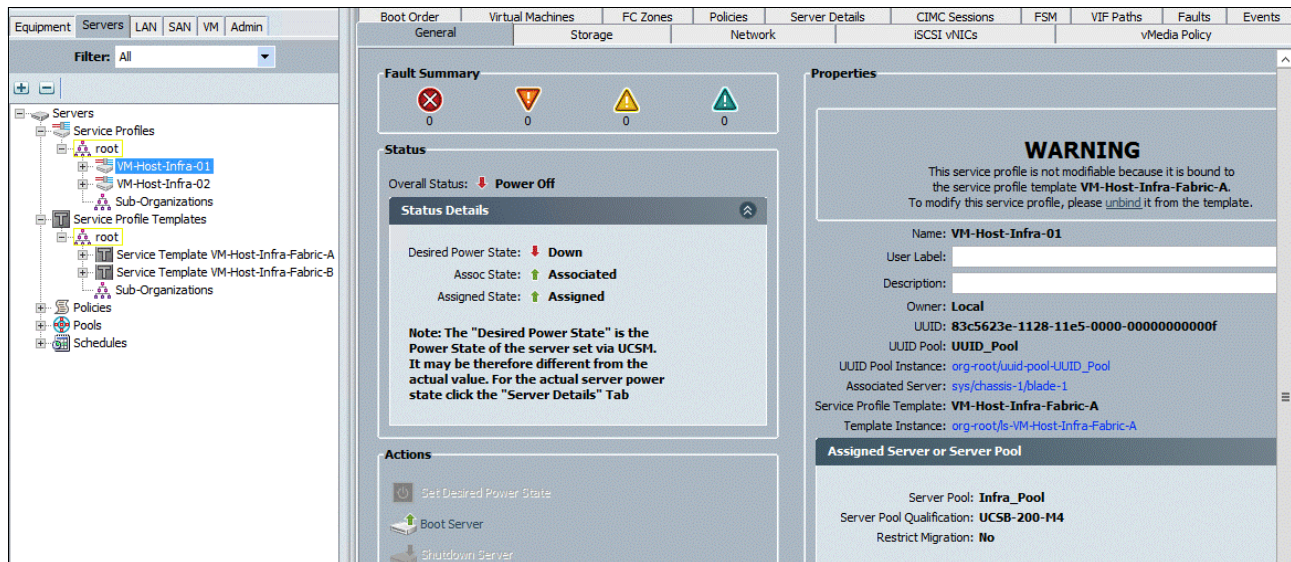 Equipment Servers LAN SAN VM Admin
Filter: All
Servers
Service Profiles
root
VM-Host-Infra-01
VM-Host-Infra-02
Sub-Organizations
Service Profile Templates
root
Service Template VM-Host-Infra-Fabric-A
Service Template VM-Host-Infra-Fabric-B
Sub-Organizations
Policies
Pools
Schedules
Boot Order Virtual Machines FC Zones Policies Server Details CIMC Sessions FSM VIF Paths Faults Events
General Storage Network iSCSI vNICs vMedia Policy
Fault Summary
0 0 0 0
Status
Overall Status: Power Off
Status Details
Desired Power State: Down
Assoc State: Associated
Assigned State: Assigned
Note: The "Desired Power State" is the
Power State of the server set via UCSM.
It may be therefore different from the
actual value. For the actual server power
state click the "Server Details" Tab
Actions
Set Desired Power State
Boot Server
Shutdown Server
Properties
WARNING
This service profile is not modifiable because it is bound to
the service profile template VM-Host-Infra-Fabric-A.
To modify this service profile, please unbind it from the template.
Name: VM-Host-Infra-01
User Label:
Description:
Owner: Local
UUID: 83c5623e-1128-11e5-0000-00000000000f
UUID Pool: UUID_Pool
UUID Pool Instance: org-root/uuid-pool-UUID_Pool
Associated Server: sys/chassis-1/blade-1
Service Profile Template: VM-Host-Infra-Fabric-A
Template Instance: org-root/ls-VM-Host-Infra-Fabric-A
Assigned Server or Server Pool
Server Pool: Infra_Pool
Server Pool Qualification: UCSB-200-M4
Restrict Migration: No